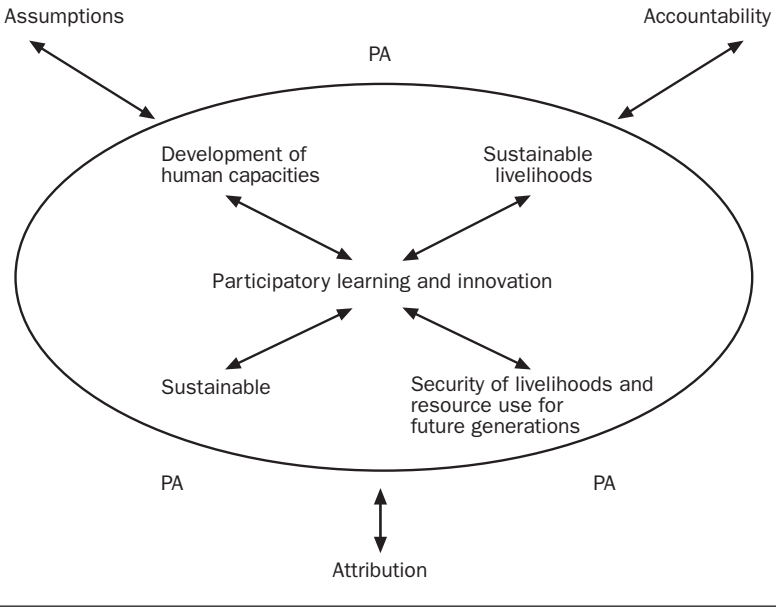 Assumptions
Accountability
PA
Development of
human capacities
Sustainable
livelihoods
Participatory learning and innovation
Sustainable
Security of livelihoods and
resource use for
future generations
PA
PA
Attribution